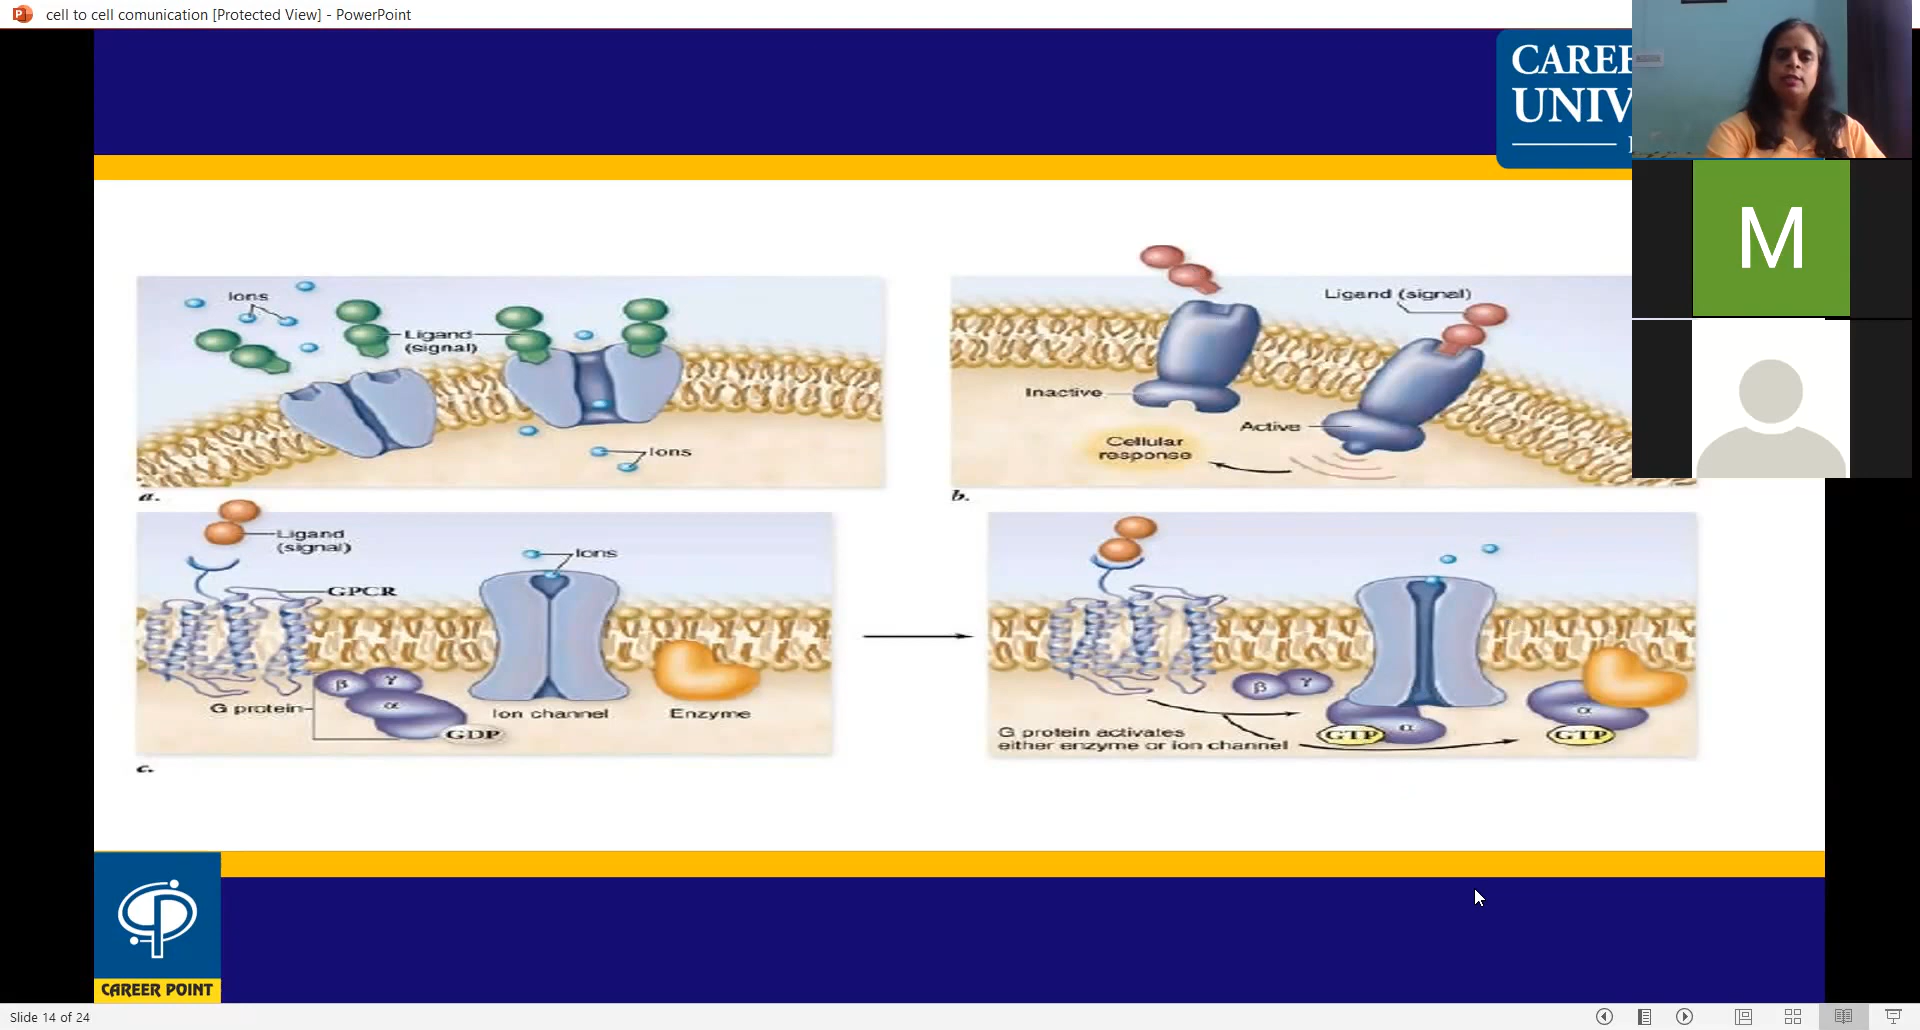 cell to cell comunication [Protected View] - PowerPoint
CAREE
UNIV
M
Ions
Ligand
(signal)
Ions
a.
Ligand (signal)
Inactive
Active
Cellular
response
b.
Ligand
(signal)
Ions
GPCR
β γ
α
G protein
GDP
Ion channel
Enzyme
c.
β γ
G protein activates
either enzyme or ion channel
GTP α
α
GTP
CAREER POINT
Slide 14 of 24